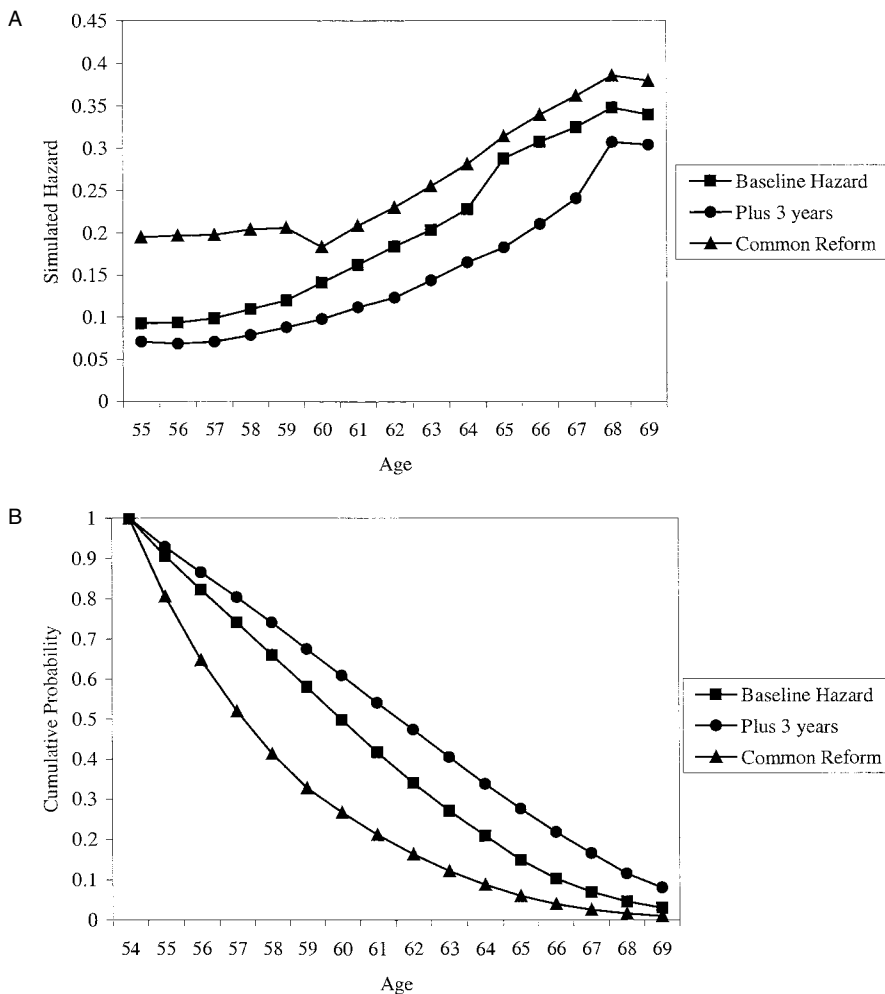 A
Simulated Hazard
0.45
0.4
0.35
0.3
0.25
0.2
0.15
0.1
0.05
0
55 56 57 58 59 60 61 62 63 64 65 66 67 68 69
Age
Baseline Hazard
Plus 3 years
Common Reform
B
Cumulative Probability
1
0.9
0.8
0.7
0.6
0.5
0.4
0.3
0.2
0.1
0
54 55 56 57 58 59 60 61 62 63 64 65 66 67 68 69
Age
Baseline Hazard
Plus 3 years
Common Reform